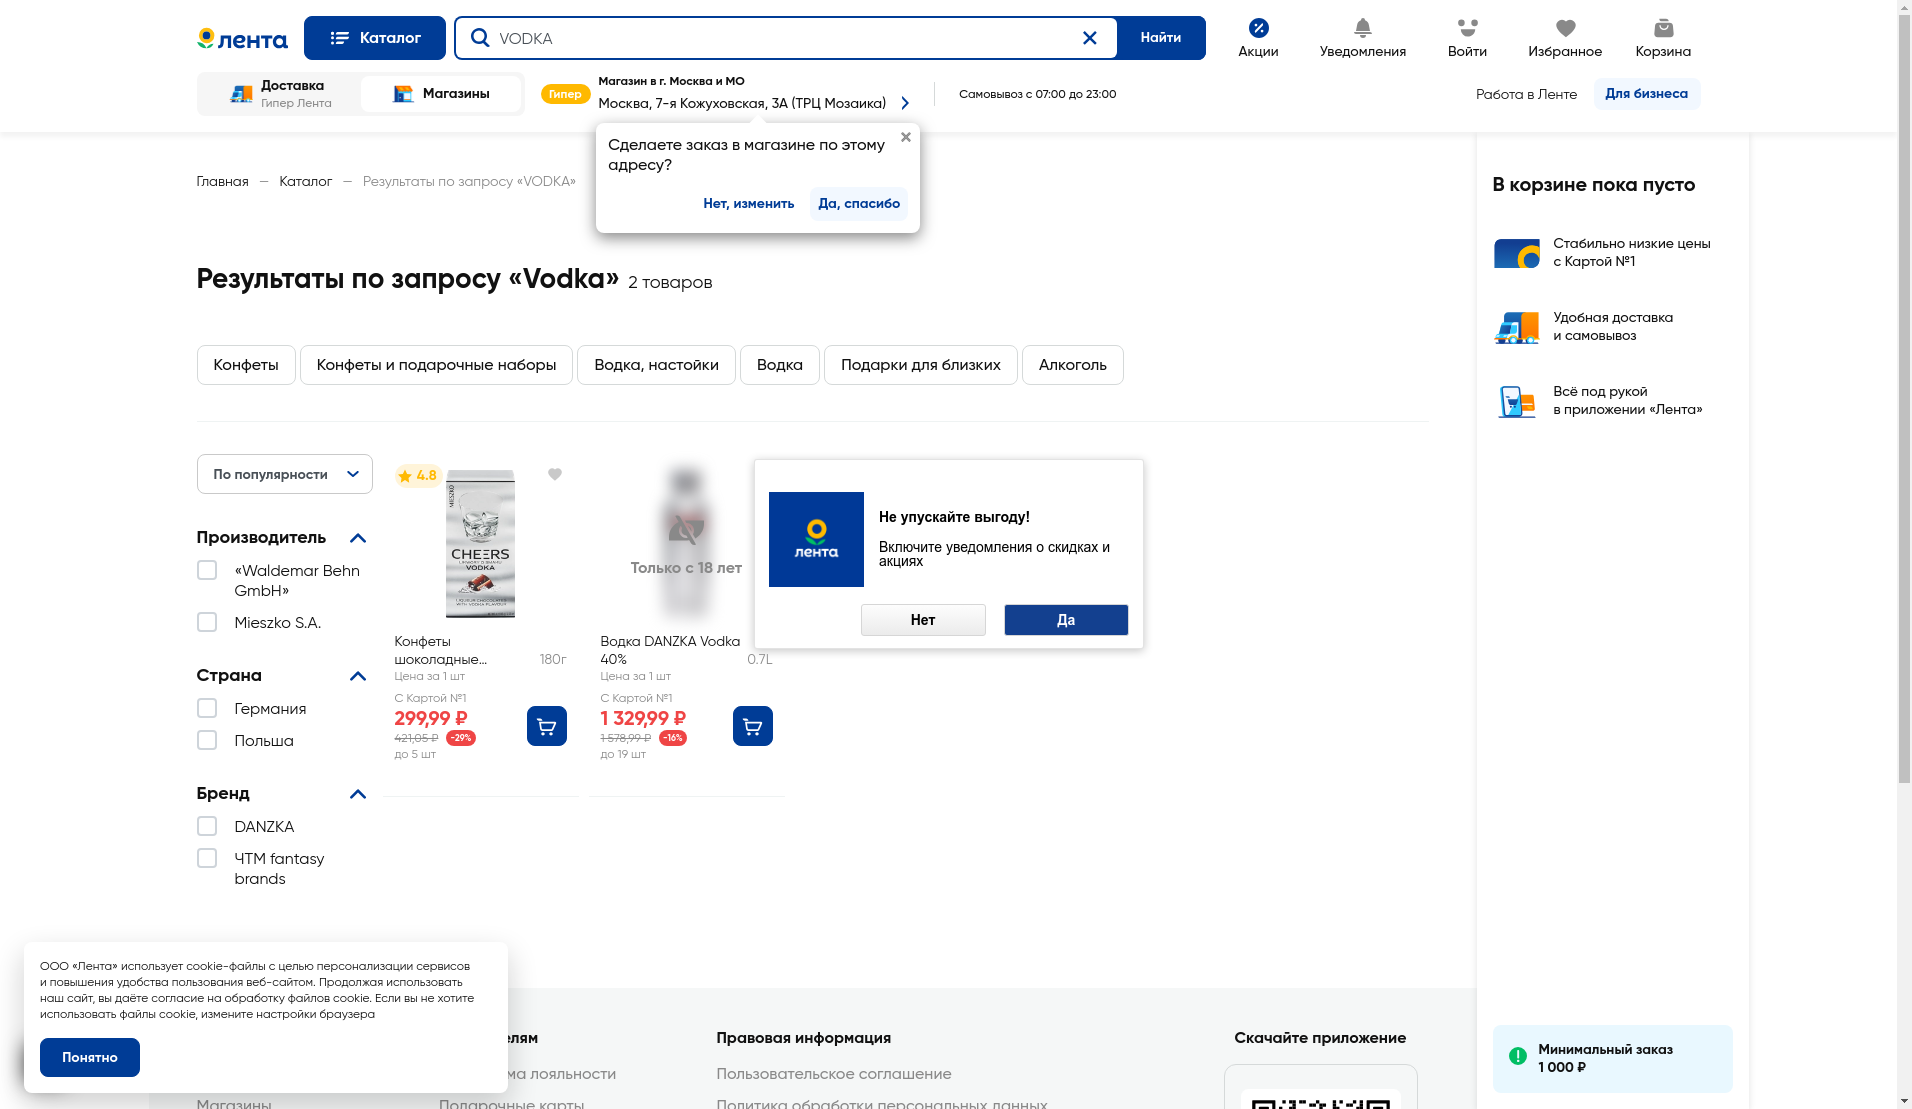 лента
Каталог
VODKA
Найти
Акции
Уведомления
Войти
Избранное
Корзина
Доставка
Гипер Лента
Магазины
Гипер
Магазин в г. Москва и МО
Москва, 7-я Кожуховская, 3А (ТРЦ Мозаика)
Самовывоз с 07:00 до 23:00
Работа в Ленте
Для бизнеса
Сделаете заказ в магазине по этому
адресу?
Нет, изменить
Да, спасибо
Главная — Каталог — Результаты по запросу «VODKA»
Результаты по запросу «Vodka» 2 товаров
Конфеты
Конфеты и подарочные наборы
Водка, настойки
Водка
Подарки для близких
Алкоголь
По популярности
Производитель
«Waldemar Behn
GmbH»
Mieszko S.A.
Страна
Германия
Польша
Бренд
DANZKA
ЧТМ fantasy
brands
4.8
MIESZKO
CHEERS
VODKA
Конфеты
шоколадные...
180г
Цена за 1 шт
С Картой №1
299,99 ₽
421,05 ₽
-29%
до 5 шт
Только с 18 лет
Водка DANZKA Vodka
40%
0.7L
Цена за 1 шт
С Картой №1
1 329,99 ₽
1 578,99 ₽
-16%
до 19 шт
лента
Не упускайте выгоду!
Включите уведомления о скидках и
акциях
Нет
Да
В корзине пока пусто
Стабильно низкие цены
с Картой №1
Удобная доставка
и самовывоз
Всё под рукой
в приложении «Лента»
Минимальный заказ
1 000 ₽
ООО «Лента» использует cookie-файлы с целью персонализации сервисов
и повышения удобства пользования веб-сайтом. Продолжая использовать
наш сайт, вы даёте согласие на обработку файлов cookie. Если вы не хотите
использовать файлы cookie, измените настройки браузера
Понятно
елям
ма лояльности
Магазины
Подарочные карты
Правовая информация
Пользовательское соглашение
Политика обработки персональных данных
Скачайте приложение